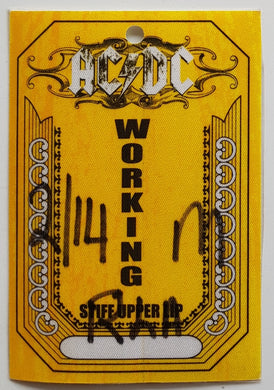 AC/DC
WORKING
2/14
STIFF UPPER LIP